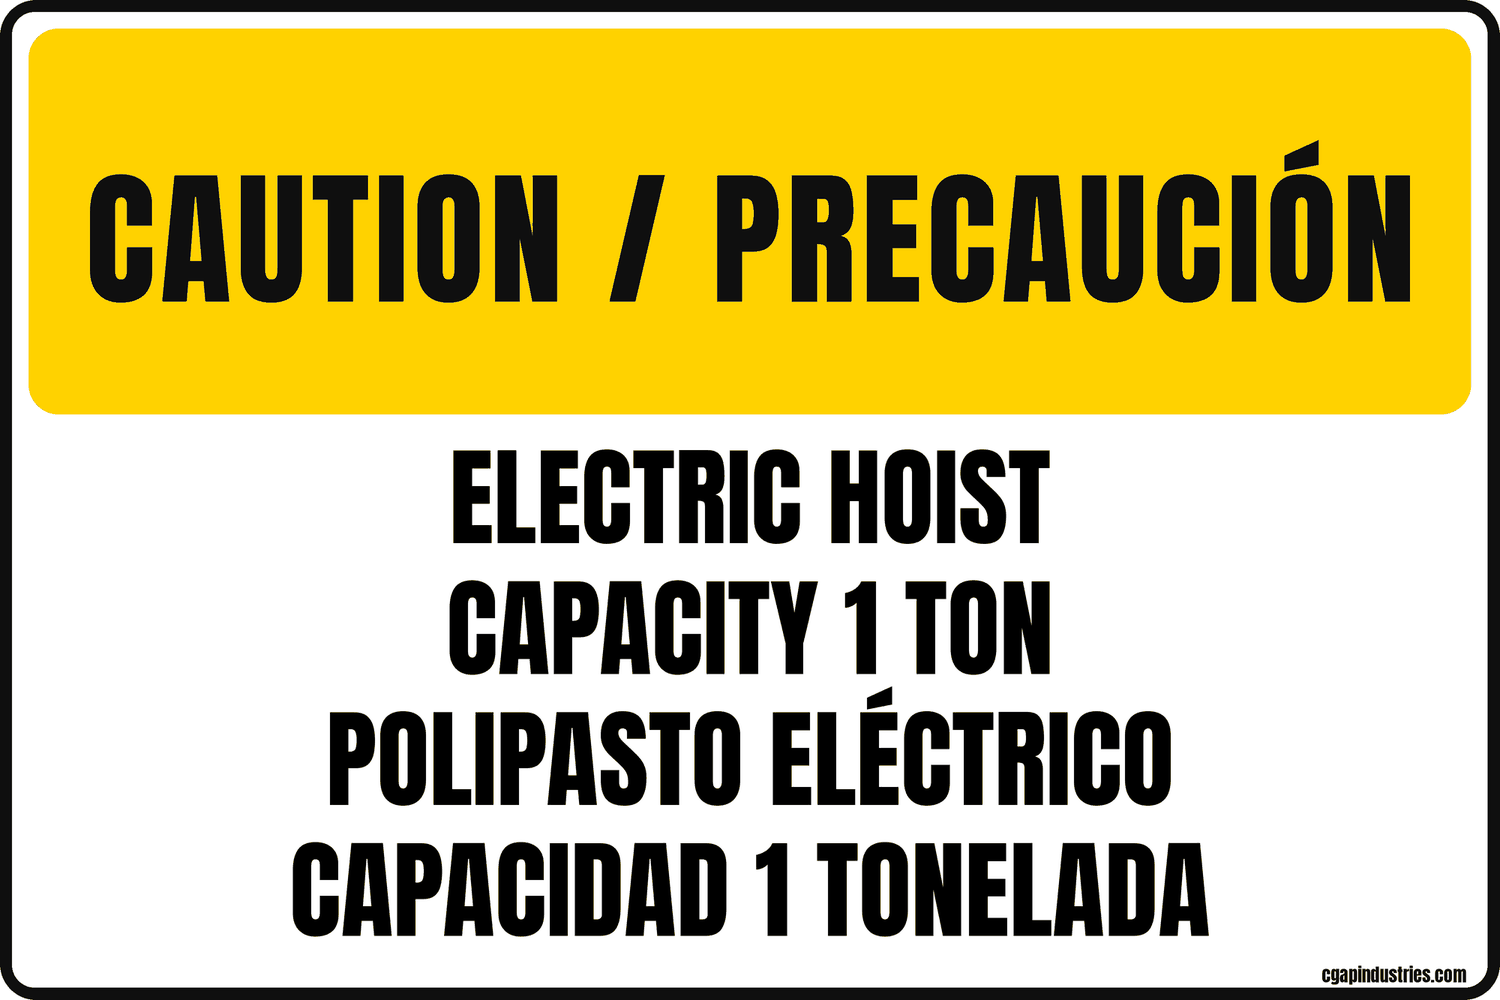 CAUTION / PRECAUCIÓN
ELECTRIC HOIST
CAPACITY 1 TON
POLIPASTO ELÉCTRICO
CAPACIDAD 1 TONELADA
cgapindustries.com